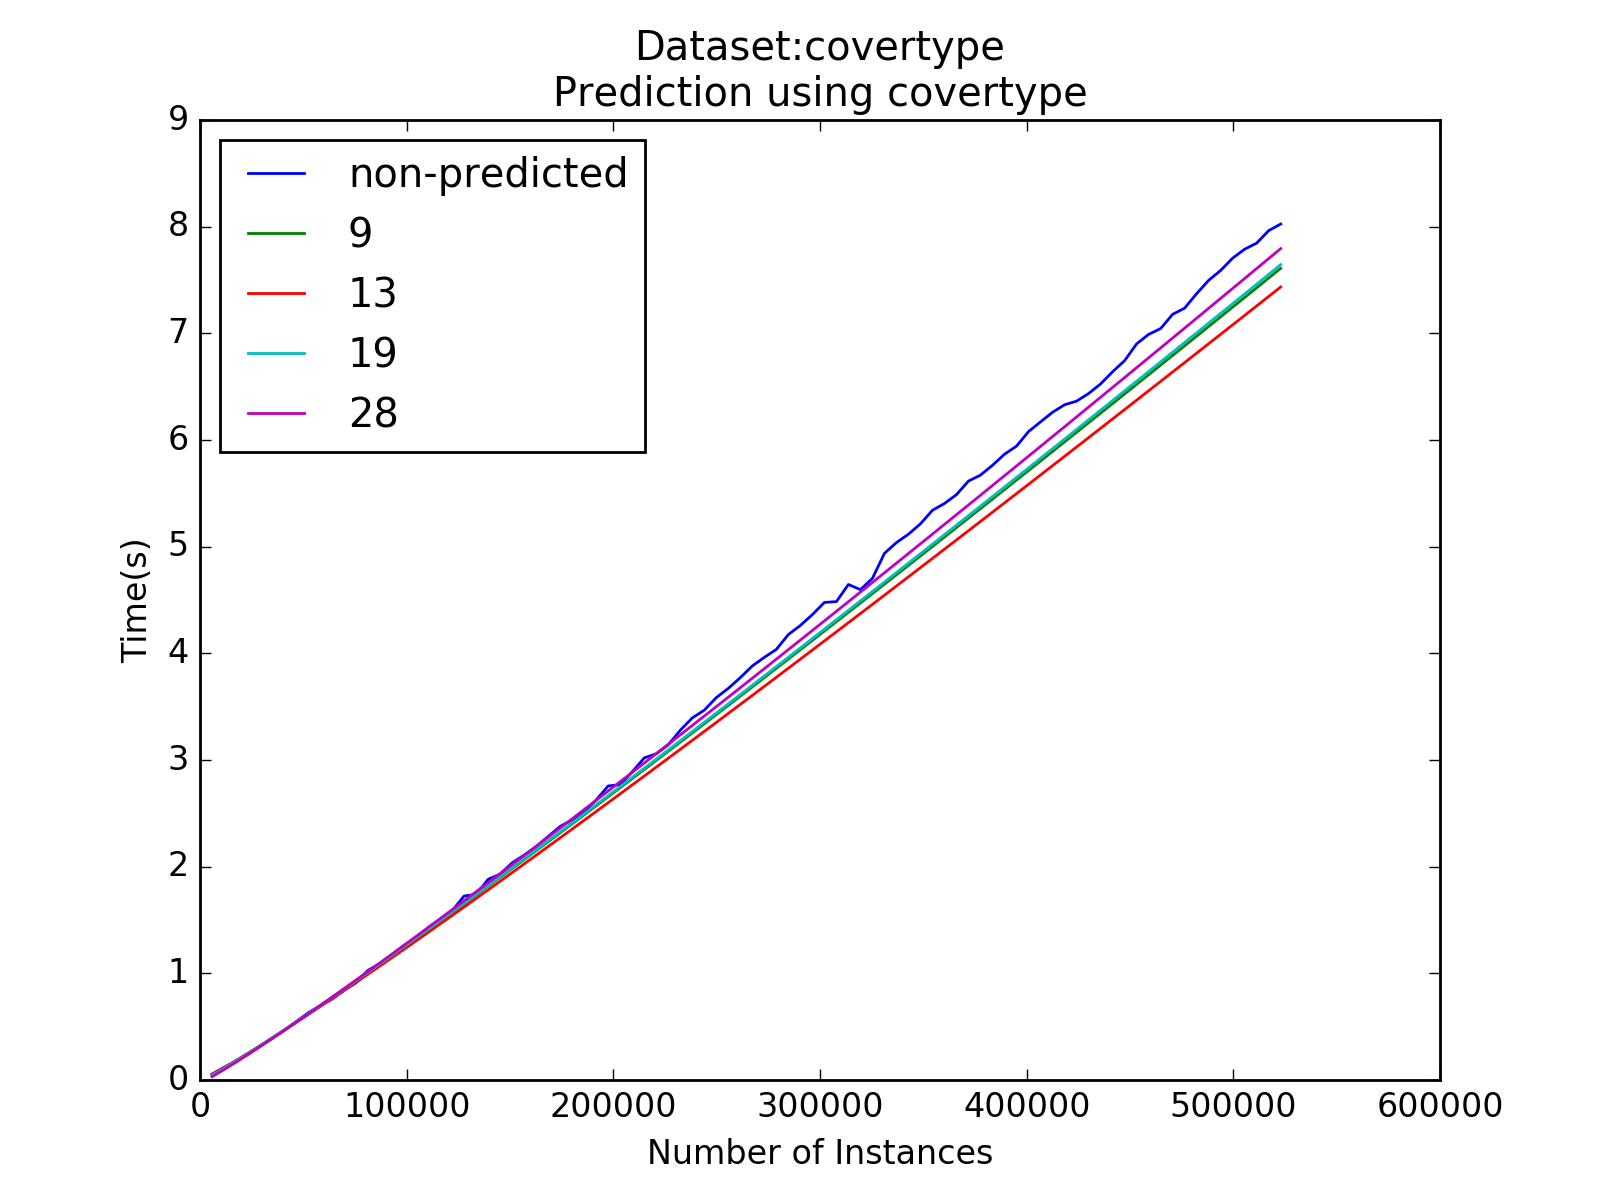 Dataset:covertype
Prediction using covertype
9
8
7
6
5
4
3
2
1
0
Time(s)
non-predicted
9
13
19
28
0 100000 200000 300000 400000 500000 600000
Number of Instances